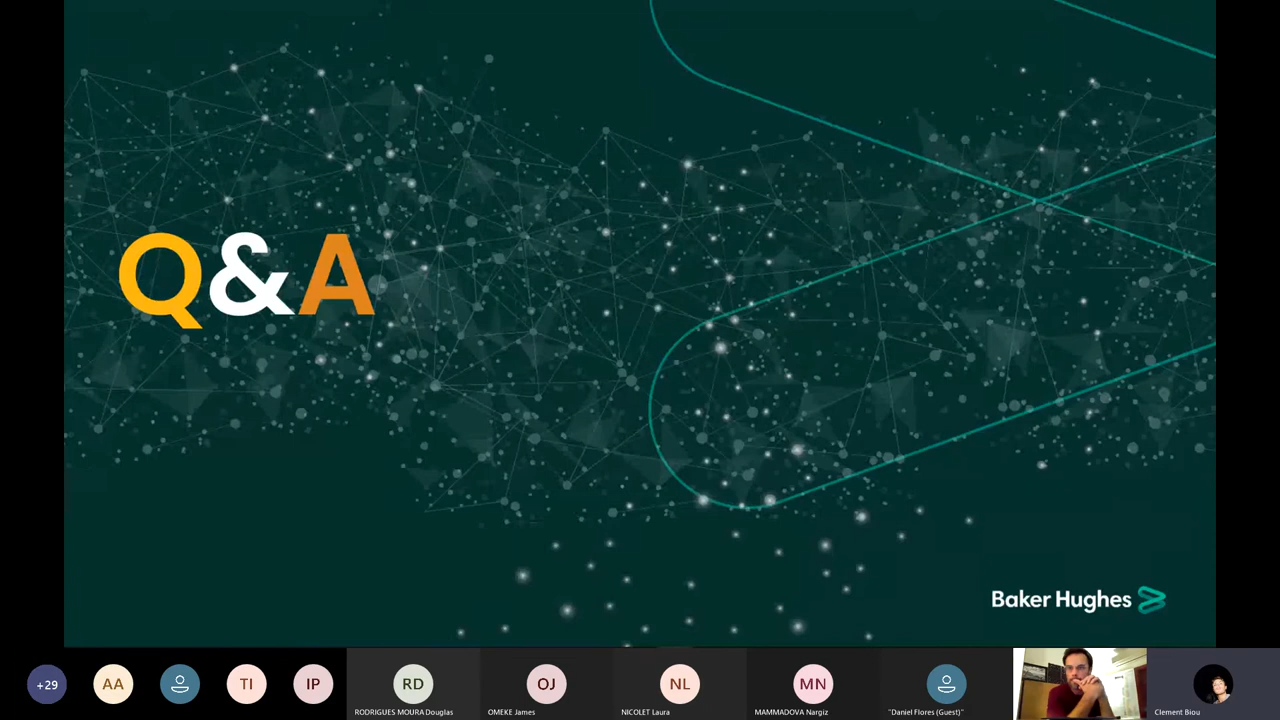 Q&A
Baker Hughes
+29
AA
TI
IP
RD
RODRIGUES MOURA Douglas
OJ
OMEKE James
NL
NICOLET Laura
MN
MAMMADOVA Nargiz
"Daniel Flores (Guest)"
Clement Biou